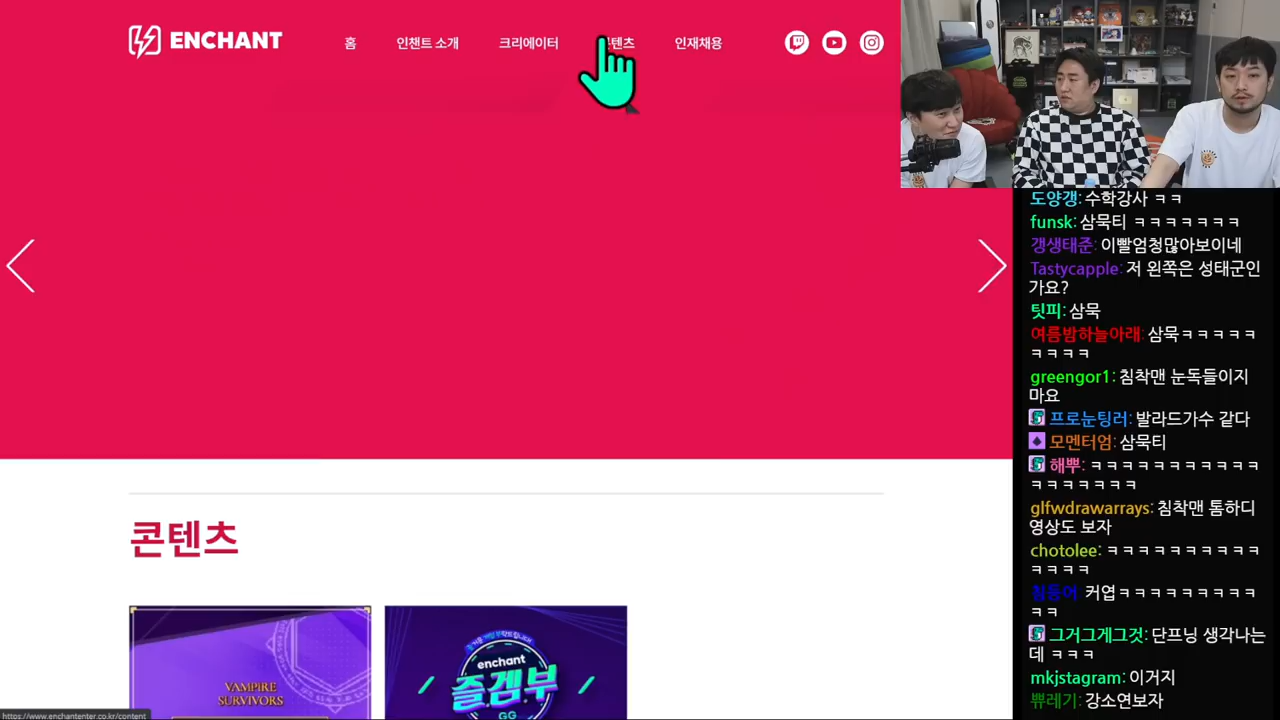 ENCHANT
홈
인챈트 소개
크리에이터
콘텐츠
인재채용
콘텐츠
VAMPIRE
SURVIVORS
enchant
즐겜부
GG
https://www.enchantenter.co.kr/content
도양갱: 수학강사 ㅋㅋ
funsk: 삼묵티 ㅋㅋㅋㅋㅋㅋㅋ
갱생태준: 이빨엄청많아보이네
Tastycapple: 저 왼쪽은 성태군인
가요?
팃피: 삼묵
여름밤하늘아래: 삼묵ㅋㅋㅋㅋㅋ
ㅋㅋㅋㅋ
greengor1: 침착맨 눈독들이지
마요
프로눈팅러: 발라드가수 같다
모멘터엄: 삼묵티
해뿌: ㅋㅋㅋㅋㅋㅋㅋㅋㅋㅋㅋ
ㅋㅋㅋㅋㅋㅋㅋ
glfwdrawarrays: 침착맨 톰하디
영상도 보자
chotolee: ㅋㅋㅋㅋㅋㅋㅋㅋㅋㅋ
ㅋㅋㅋㅋ
침등어: 커엽ㅋㅋㅋㅋㅋㅋㅋㅋㅋ
ㅋㅋ
그거그게그것: 단프닝 생각나는
데 ㅋㅋㅋ
mkjstagram: 이거지
쀼레기: 강소연보자